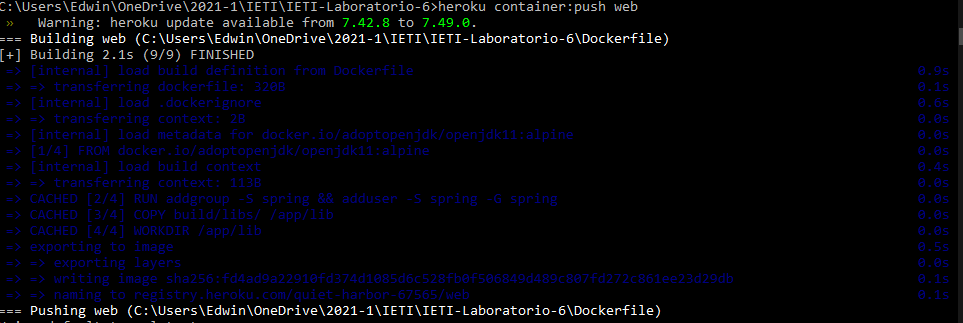 C:\Users\Edwin\OneDrive\2021-1\IETI\IETI-Laboratorio-6>heroku container:push web
» Warning: heroku update available from 7.42.8 to 7.49.0.
=== Building web (C:\Users\Edwin\OneDrive\2021-1\IETI\IETI-Laboratorio-6\Dockerfile)
[+] Building 2.1s (9/9) FINISHED
=> [internal] load build definition from Dockerfile 0.9s
=> => transferring dockerfile: 320B 0.1s
=> [internal] load .dockerignore 0.6s
=> => transferring context: 2B 0.0s
=> [internal] load metadata for docker.io/adoptopenjdk/openjdk11:alpine 0.0s
=> [1/4] FROM docker.io/adoptopenjdk/openjdk11:alpine 0.0s
=> [internal] load build context 0.4s
=> => transferring context: 113B 0.0s
=> CACHED [2/4] RUN addgroup -S spring && adduser -S spring -G spring 0.0s
=> CACHED [3/4] COPY build/libs/ /app/lib 0.0s
=> CACHED [4/4] WORKDIR /app/lib 0.0s
=> exporting to image 0.5s
=> => exporting layers 0.0s
=> => writing image sha256:fd4ad9a22910fd374d1085d6c528fb0f506849d489c807fd272c861ee23d29db 0.1s
=> => naming to registry.heroku.com/quiet-harbor-67565/web 0.1s
=== Pushing web (C:\Users\Edwin\OneDrive\2021-1\IETI\IETI-Laboratorio-6\Dockerfile)